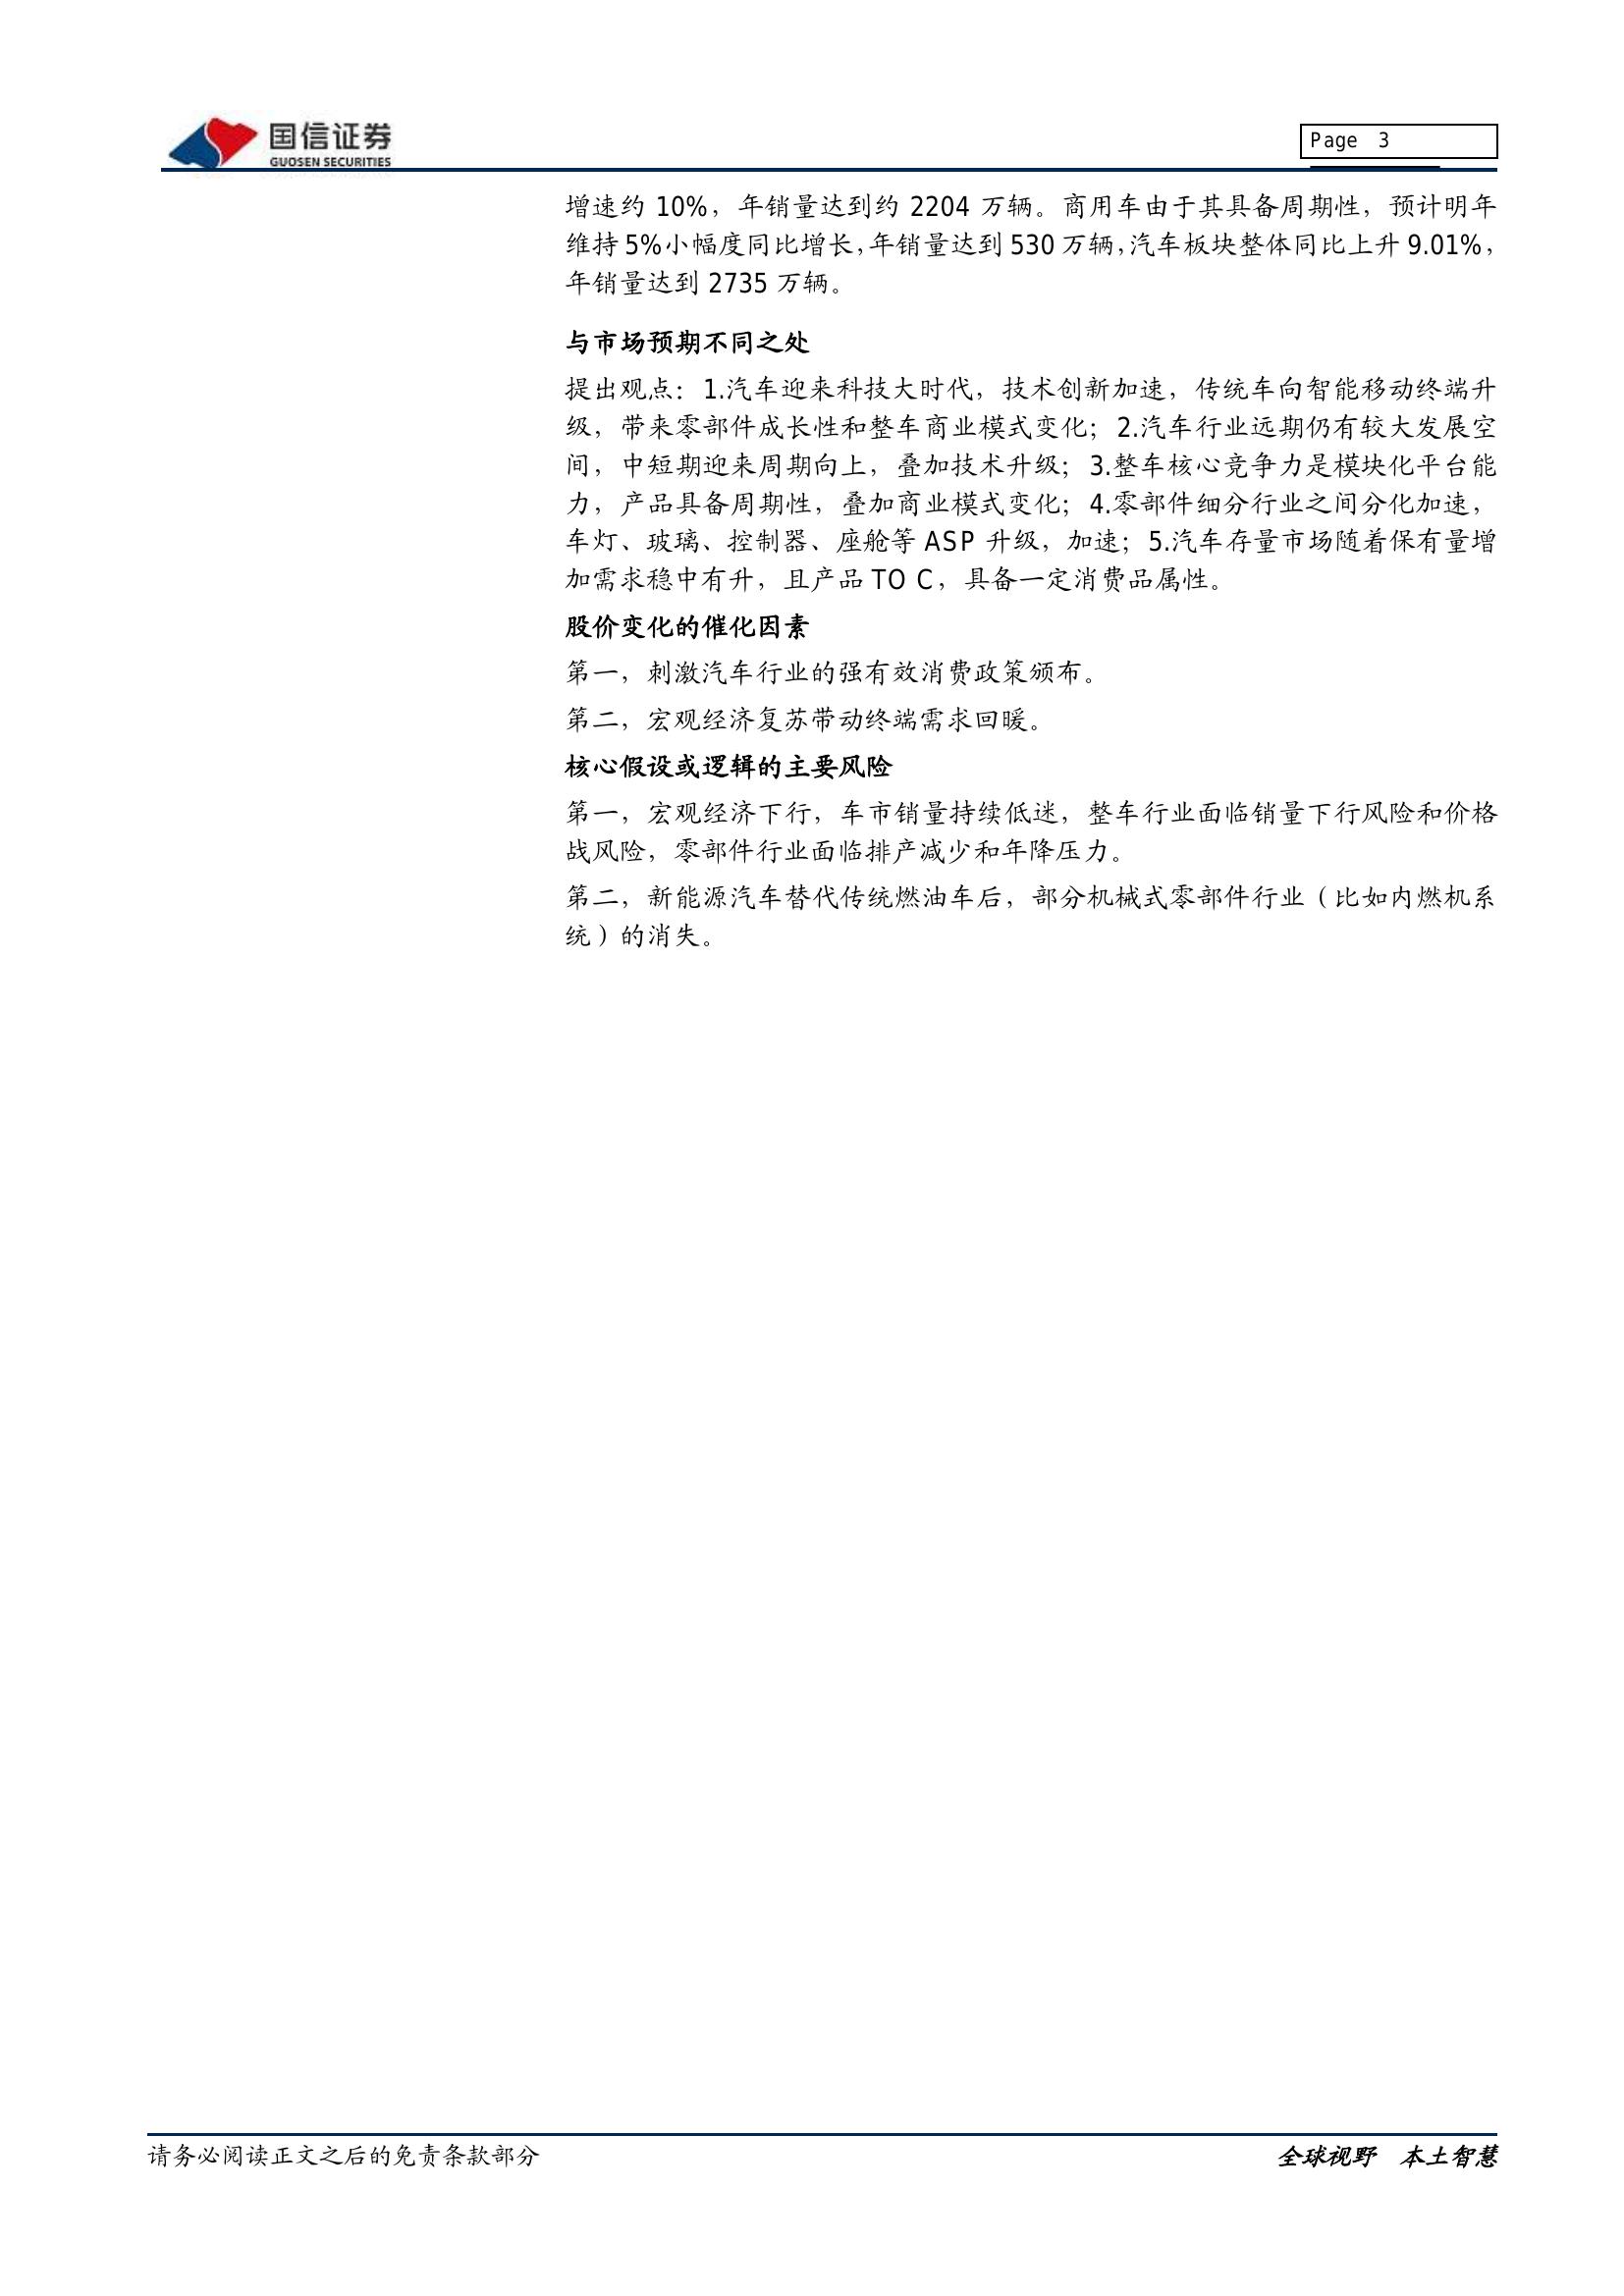 国信证券
GUOSEN SECURITIES
Page 3
增速约 10%，年销量达到约 2204 万辆。商用车由于其具备周期性，预计明年
维持 5%小幅度同比增长，年销量达到 530 万辆，汽车板块整体同比上升 9.01%，
年销量达到 2735 万辆。
与市场预期不同之处
提出观点：1.汽车迎来科技大时代，技术创新加速，传统车向智能移动终端升
级，带来零部件成长性和整车商业模式变化；2.汽车行业远期仍有较大发展空
间，中短期迎来周期向上，叠加技术升级；3.整车核心竞争力是模块化平台能
力，产品具备周期性，叠加商业模式变化；4.零部件细分行业之间分化加速，
车灯、玻璃、控制器、座舱等 ASP 升级，加速；5.汽车存量市场随着保有量增
加需求稳中有升，且产品 TO C，具备一定消费品属性。
股价变化的催化因素
第一，刺激汽车行业的强有效消费政策颁布。
第二，宏观经济复苏带动终端需求回暖。
核心假设或逻辑的主要风险
第一，宏观经济下行，车市销量持续低迷，整车行业面临销量下行风险和价格
战风险，零部件行业面临排产减少和年降压力。
第二，新能源汽车替代传统燃油车后，部分机械式零部件行业（比如内燃机系
统）的消失。
请务必阅读正文之后的免责条款部分
全球视野 本土智慧